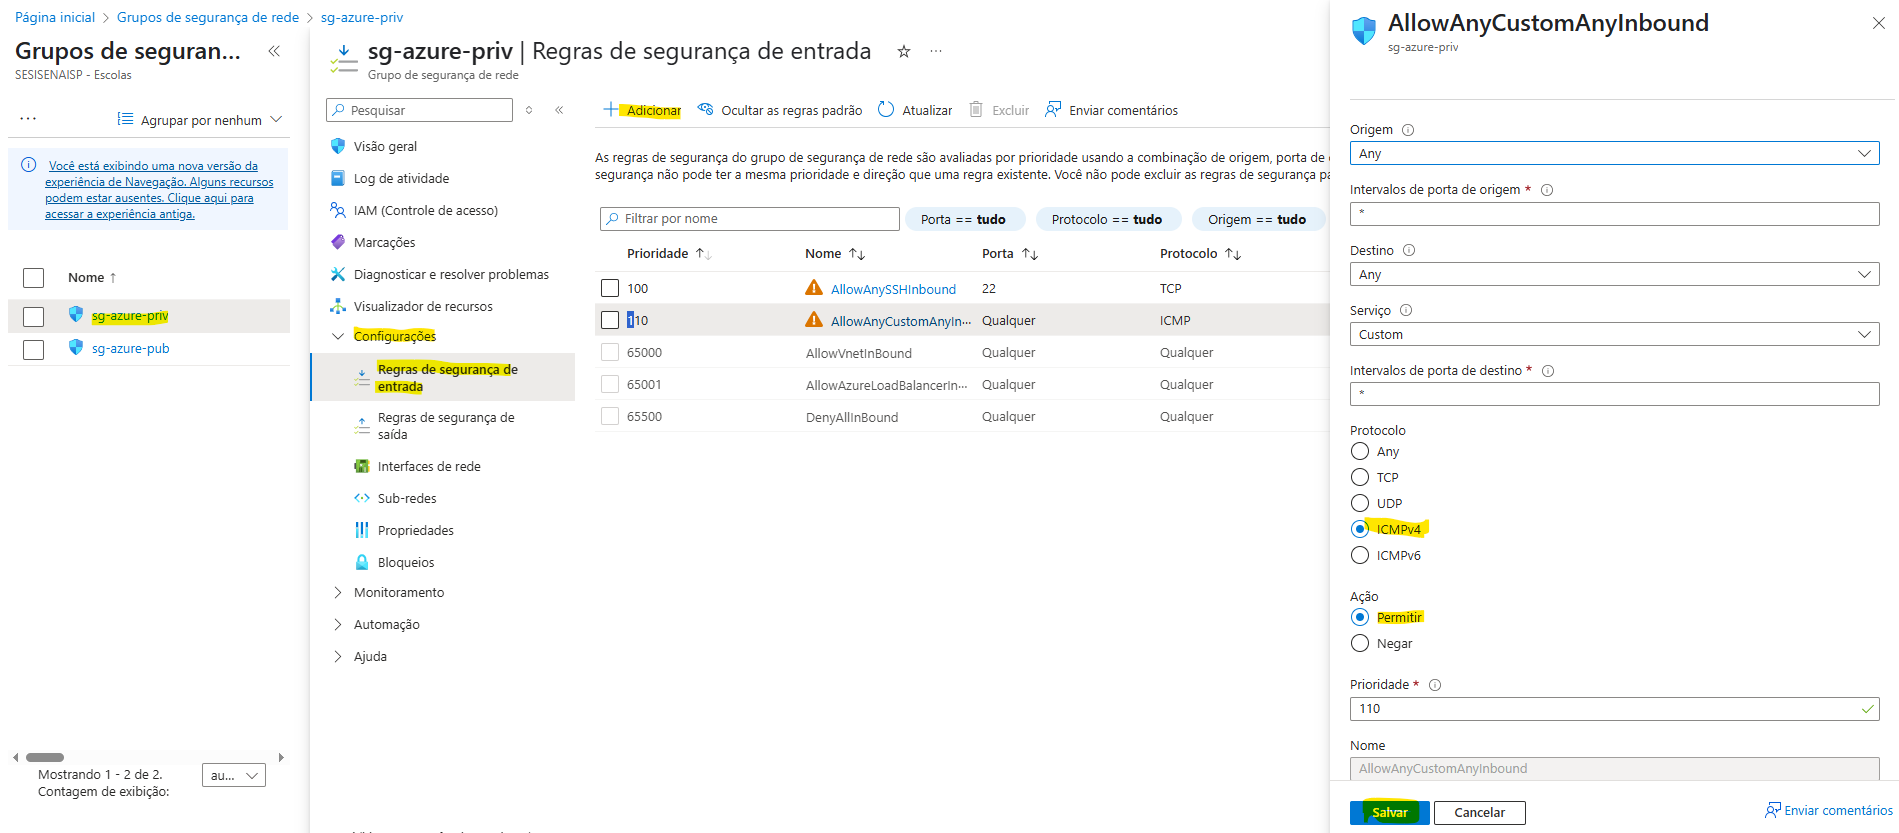 Página inicial > Grupos de segurança de rede > sg-azure-priv
Grupos de seguran...
SESISENAISP - Escolas
Agrupar por nenhum
Você está exibindo uma nova versão da
experiência de Navegação. Alguns recursos
podem estar ausentes. Clique aqui para
acessar a experiência antiga.
Nome ↑
sg-azure-priv
sg-azure-pub
Mostrando 1 - 2 de 2.
Contagem de exibição:
au...
sg-azure-priv | Regras de segurança de entrada
Grupo de segurança de rede
Pesquisar
Visão geral
Log de atividade
IAM (Controle de acesso)
Marcações
Diagnosticar e resolver problemas
Visualizador de recursos
Configurações
Regras de segurança de
entrada
Regras de segurança de
saída
Interfaces de rede
Sub-redes
Propriedades
Bloqueios
Monitoramento
Automação
Ajuda
Adicionar Ocultar as regras padrão Atualizar Excluir Enviar comentários
As regras de segurança do grupo de segurança de rede são avaliadas por prioridade usando a combinação de origem, porta de
segurança não pode ter a mesma prioridade e direção que uma regra existente. Você não pode excluir as regras de segurança
Filtrar por nome Porta == tudo Protocolo == tudo Origem == tudo
Prioridade ↑↓ Nome ↑↓ Porta ↑↓ Protocolo ↑↓
100 AllowAnySSHInbound 22 TCP
110 AllowAnyCustomAnyIn... Qualquer ICMP
65000 AllowVnetInBound Qualquer Qualquer
65001 AllowAzureLoadBalancerIn... Qualquer Qualquer
65500 DenyAllInBound Qualquer Qualquer
AllowAnyCustomAnyInbound
sg-azure-priv
Origem
Any
Intervalos de porta de origem *
*
Destino
Any
Serviço
Custom
Intervalos de porta de destino *
*
Protocolo
Any
TCP
UDP
ICMPv4
ICMPv6
Ação
Permitir
Negar
Prioridade *
110
Nome
AllowAnyCustomAnyInbound
Salvar Cancelar Enviar comentários